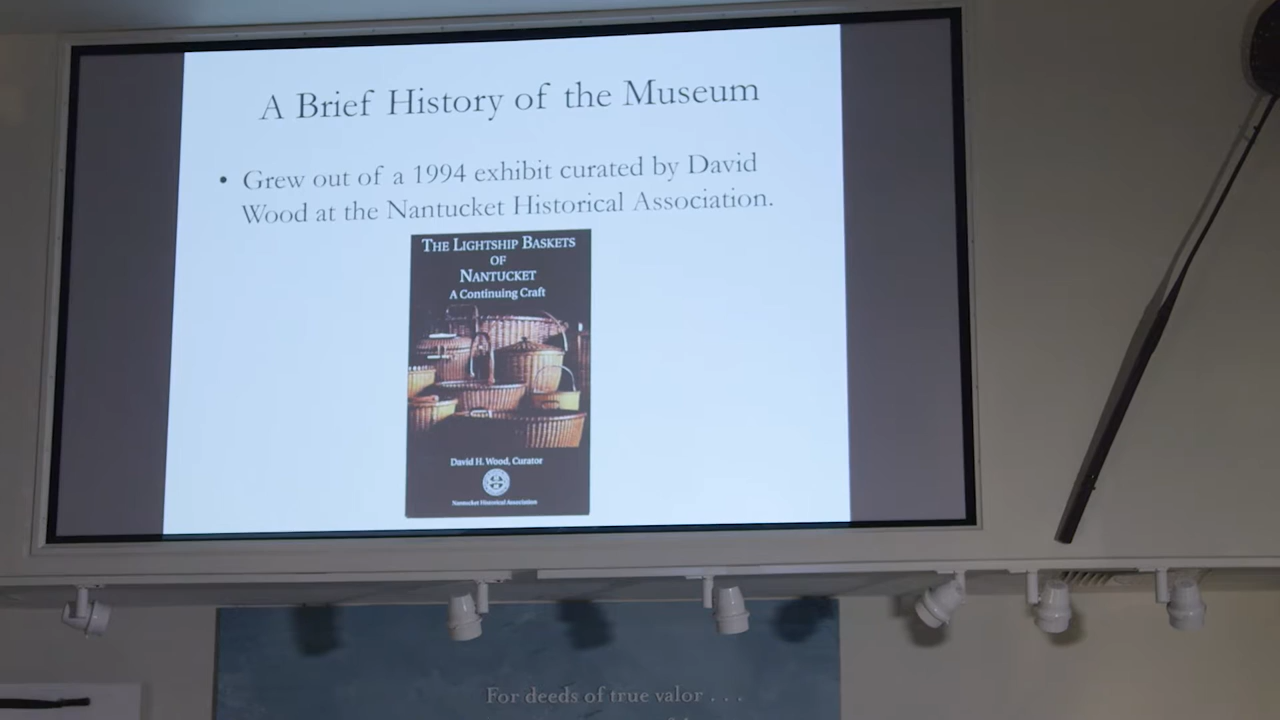 A Brief History of the Museum
• Grew out of a 1994 exhibit curated by David
Wood at the Nantucket Historical Association.
THE LIGHTSHIP BASKETS
OF
NANTUCKET
A Continuing Craft
David H. Wood, Curator
Nantucket Historical Association
For deeds of true valor . . .